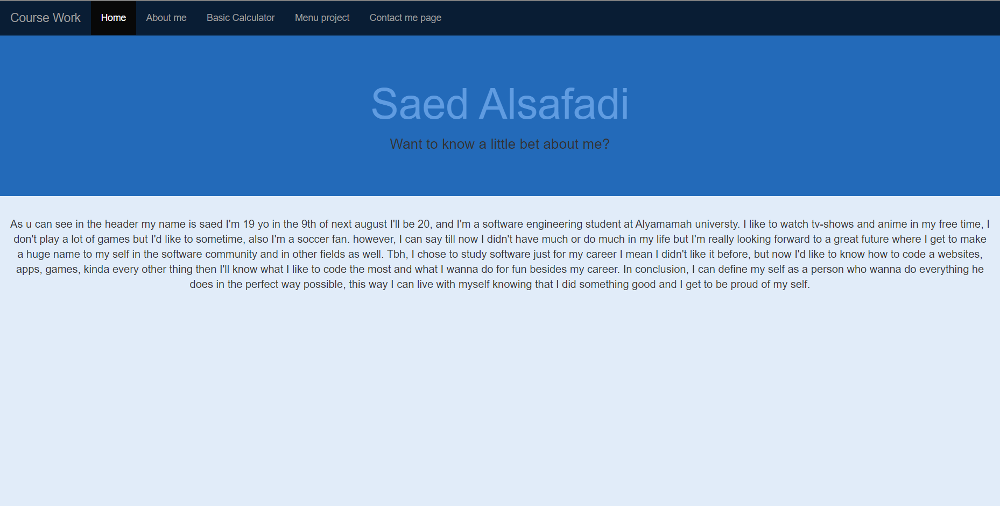 Course Work Home About me Basic Calculator Menu project Contact me page
Saed Alsafadi
Want to know a little bet about me?
As u can see in the header my name is saed I'm 19 yo in the 9th of next august I'll be 20, and I'm a software engineering student at Alyamamah universty. I like to watch tv-shows and anime in my free time, I
don't play a lot of games but I'd like to sometime, also I'm a soccer fan. however, I can say till now I didn't have much or do much in my life but I'm really looking forward to a great future where I get to make
a huge name to my self in the software community and in other fields as well. Tbh, I chose to study software just for my career I mean I didn't like it before, but now I'd like to know how to code a websites,
apps, games, kinda every other thing then I'll know what I like to code the most and what I wanna do for fun besides my career. In conclusion, I can define my self as a person who wanna do everything he
does in the perfect way possible, this way I can live with myself knowing that I did something good and I get to be proud of my self.